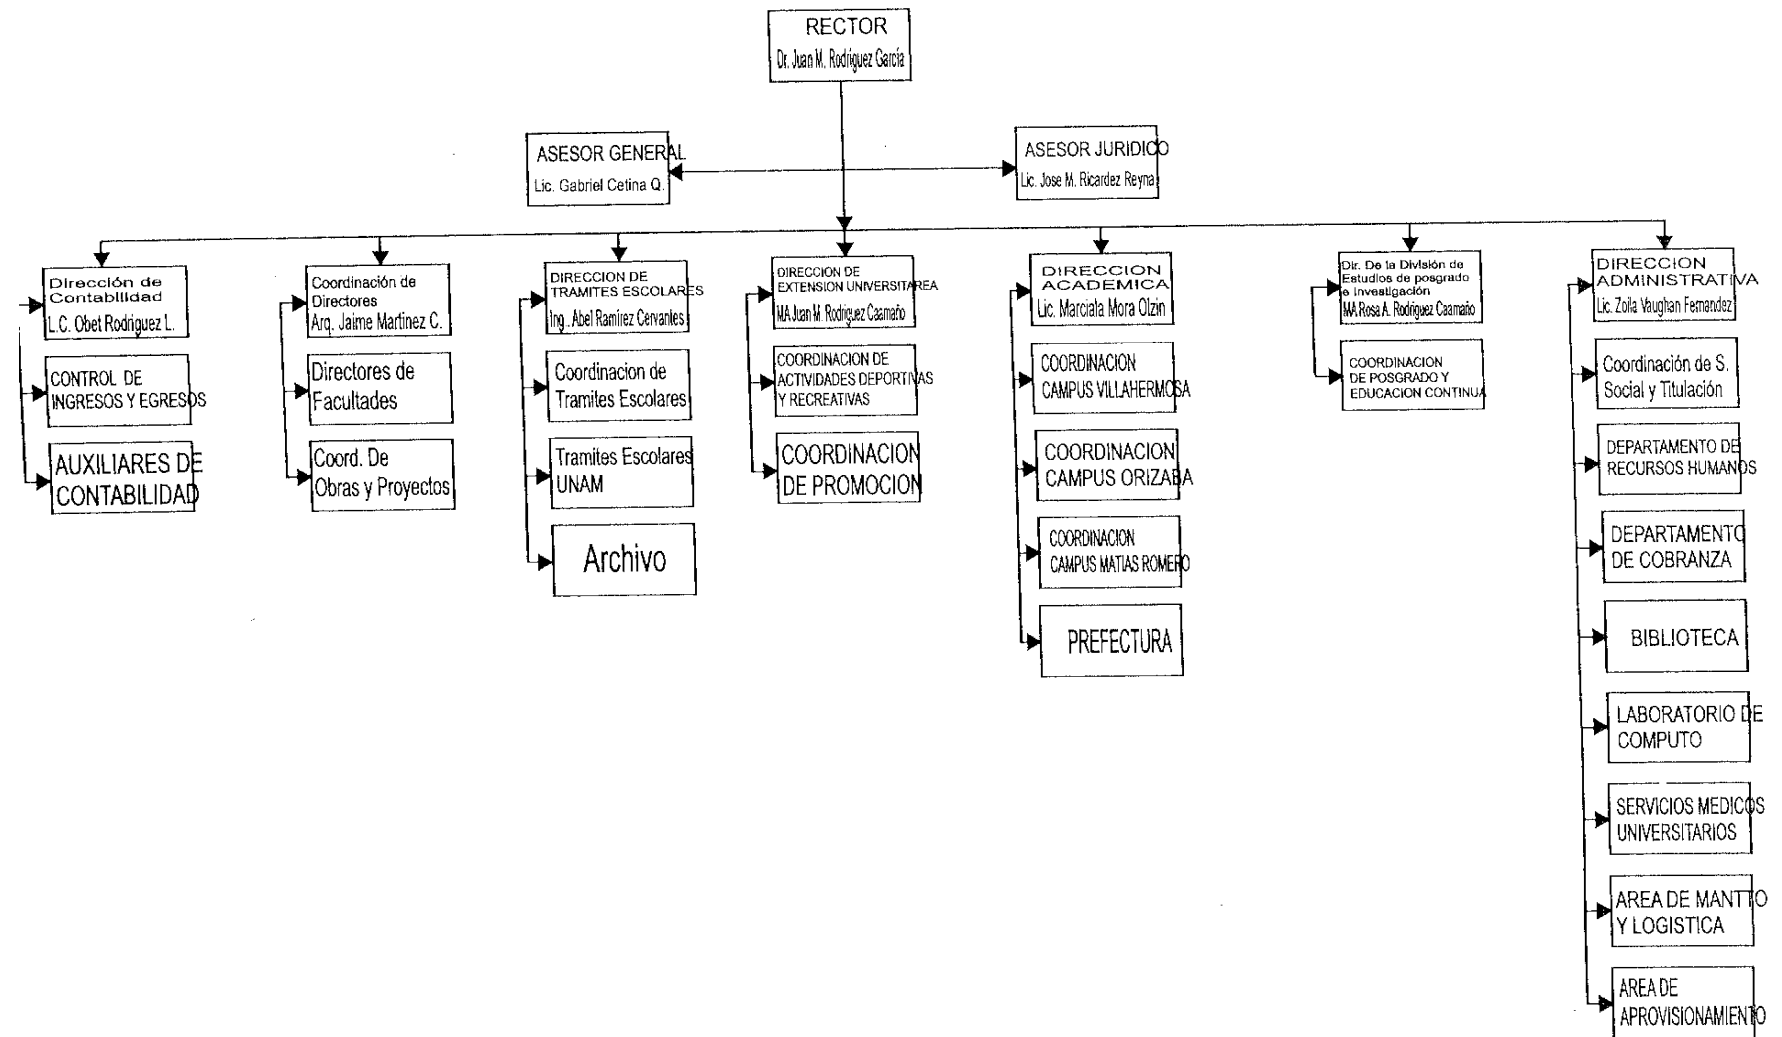 RECTOR
Dr. Juan M. Rodriguez García
ASESOR GENERAL
Lic. Gabriel Cetina Q.
ASESOR JURIDICO
Lic. Jose M. Ricardez Reyna
Dirección de
Contabilidad
L.C. Obet Rodriguez L.
CONTROL DE
INGRESOS Y EGRESOS
AUXILIARES DE
CONTABILIDAD
Coordinación de
Directores
Arq. Jaime Martinez C.
Directores de
Facultades
Coord. De
Obras y Proyectos
DIRECCION DE
TRAMITES ESCOLARES
Ing.. Abel Ramírez Cervantes
Coordinacion de
Tramites Escolares
Tramites Escolares
UNAM
Archivo
DIRECCION DE
EXTENSION UNIVERSITAREA
MA Juan M. Rodriguez Caamaño
COORDINACION DE
ACTIVIDADES DEPORTIVAS
Y RECREATIVAS
COORDINACION
DE PROMOCION
DIRECCION
ACADEMICA
Lic. Marciala Mora Olzin
COORDINACION
CAMPUS VILLAHERMOSA
COORDINACION
CAMPUS ORIZABA
COORDINACION
CAMPUS MATIAS ROMERO
PREFECTURA
Dir. De la División de
Estudios de posgrado
e Investigación
MA Rosa A. Rodriguez Caamaño
COORDINACION
DE POSGRADO Y
EDUCACION CONTINUA
DIRECCION
ADMINISTRATIVA
Lic. Zoila Vaughan Fernandez
Coordinación de S.
Social y Titulación
DEPARTAMENTO DE
RECURSOS HUMANOS
DEPARTAMENTO
DE COBRANZA
BIBLIOTECA
LABORATORIO DE
COMPUTO
SERVICIOS MEDICOS
UNIVERSITARIOS
AREA DE MANTTO
Y LOGISTICA
AREA DE
APROVISIONAMIENTO